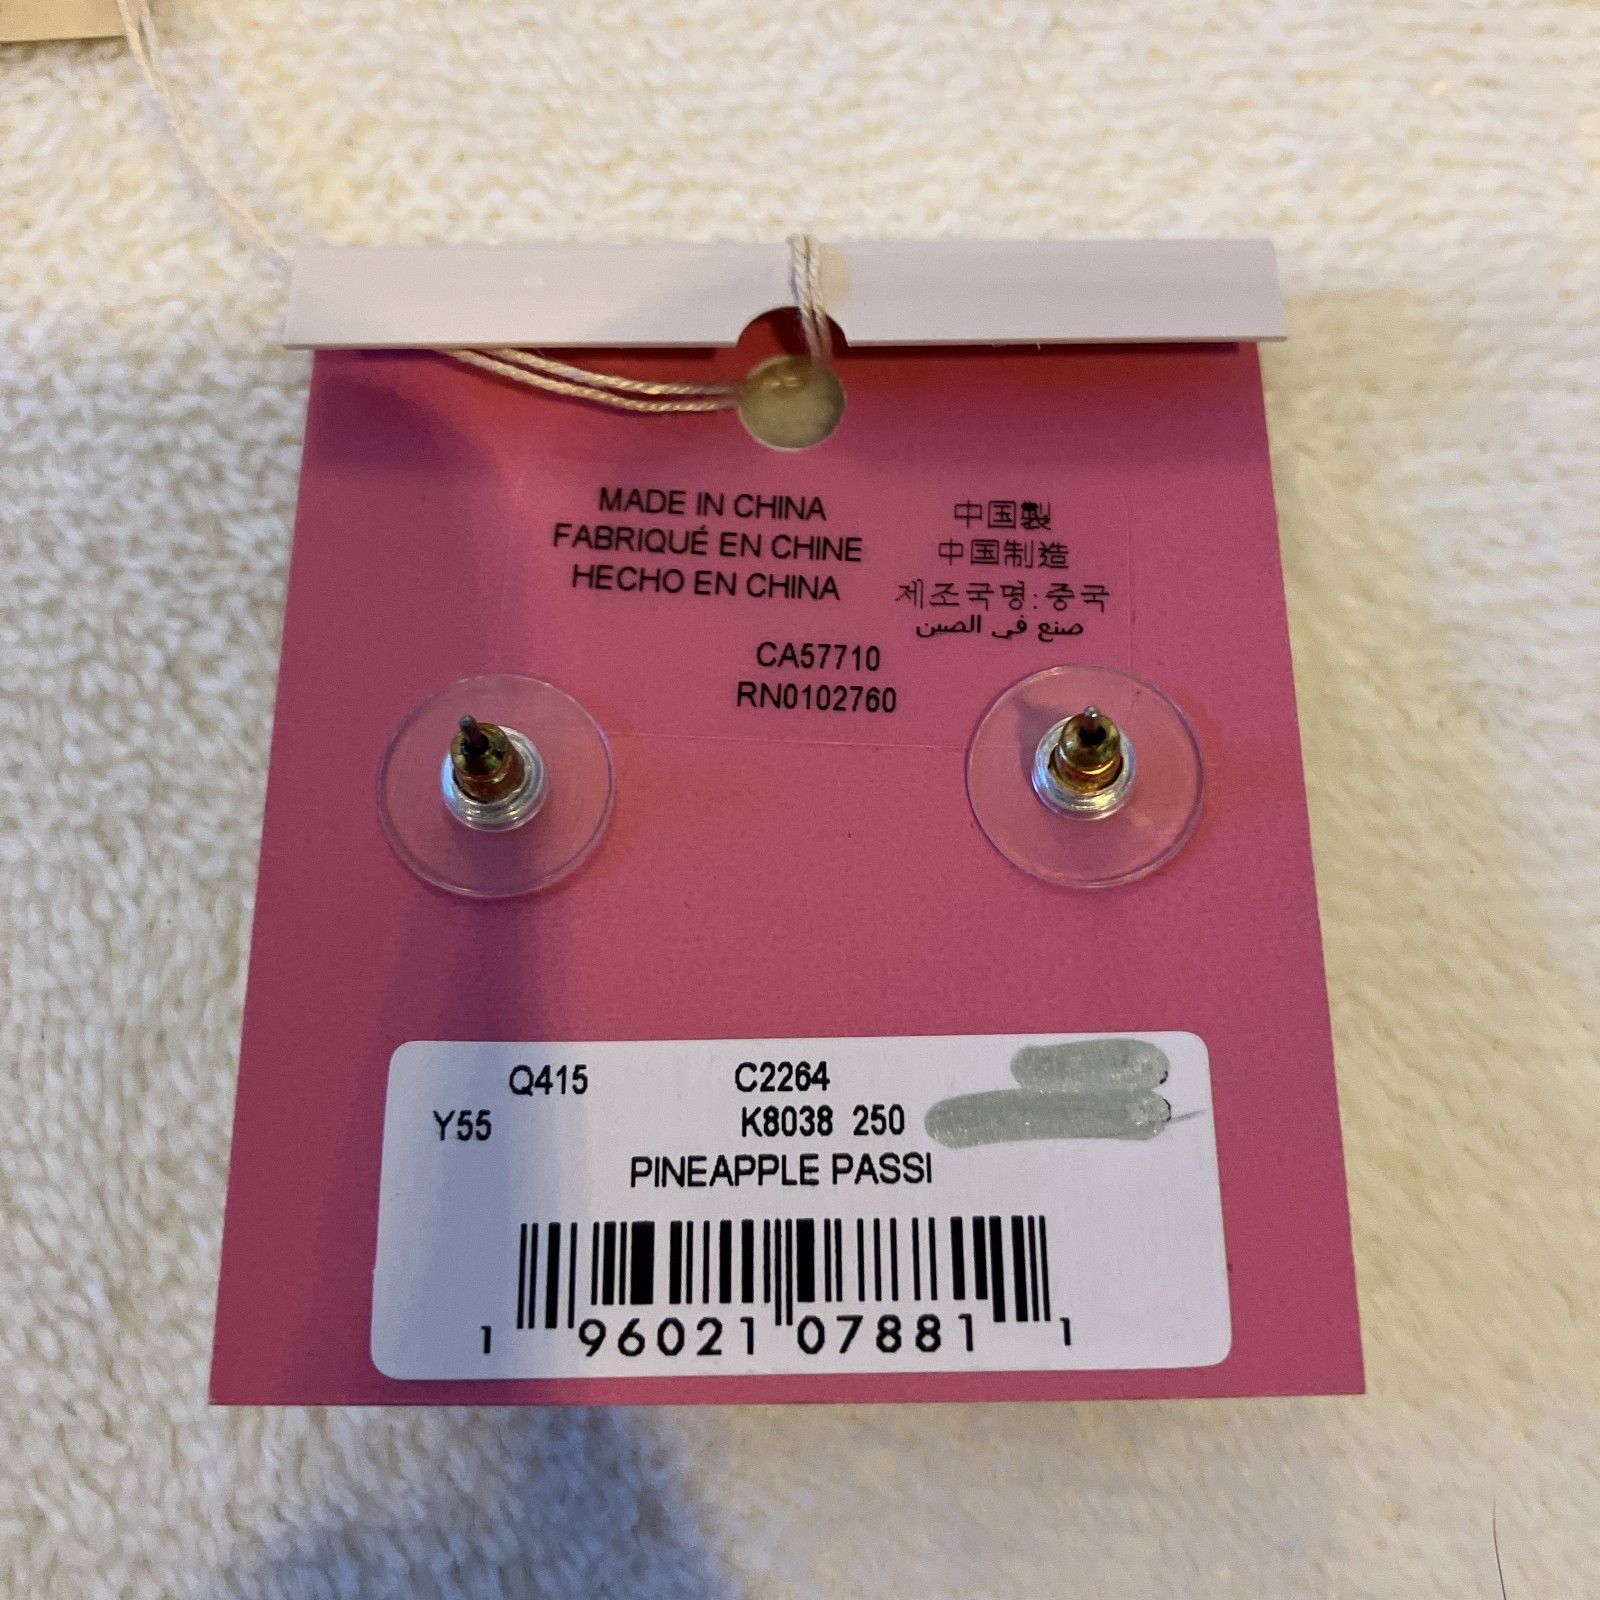 MADE IN CHINA
FABRIQUÉ EN CHINE
HECHO EN CHINA
中国製
中国制造
제조국명:중국
صنع في الصين
CA57710
RN0102760
Q415 C2264
Y55 K8038 250
PINEAPPLE PASSI
1 96021 07881 1